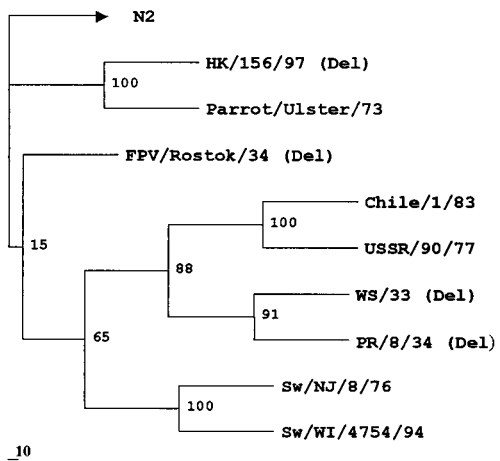 N2
HK/156/97 (Del)
100
Parrot/Ulster/73
FPV/Rostok/34 (Del)
Chile/1/83
100
15
USSR/90/77
88
WS/33 (Del)
91
65
PR/8/34 (Del)
Sw/NJ/8/76
100
Sw/WI/4754/94
_10